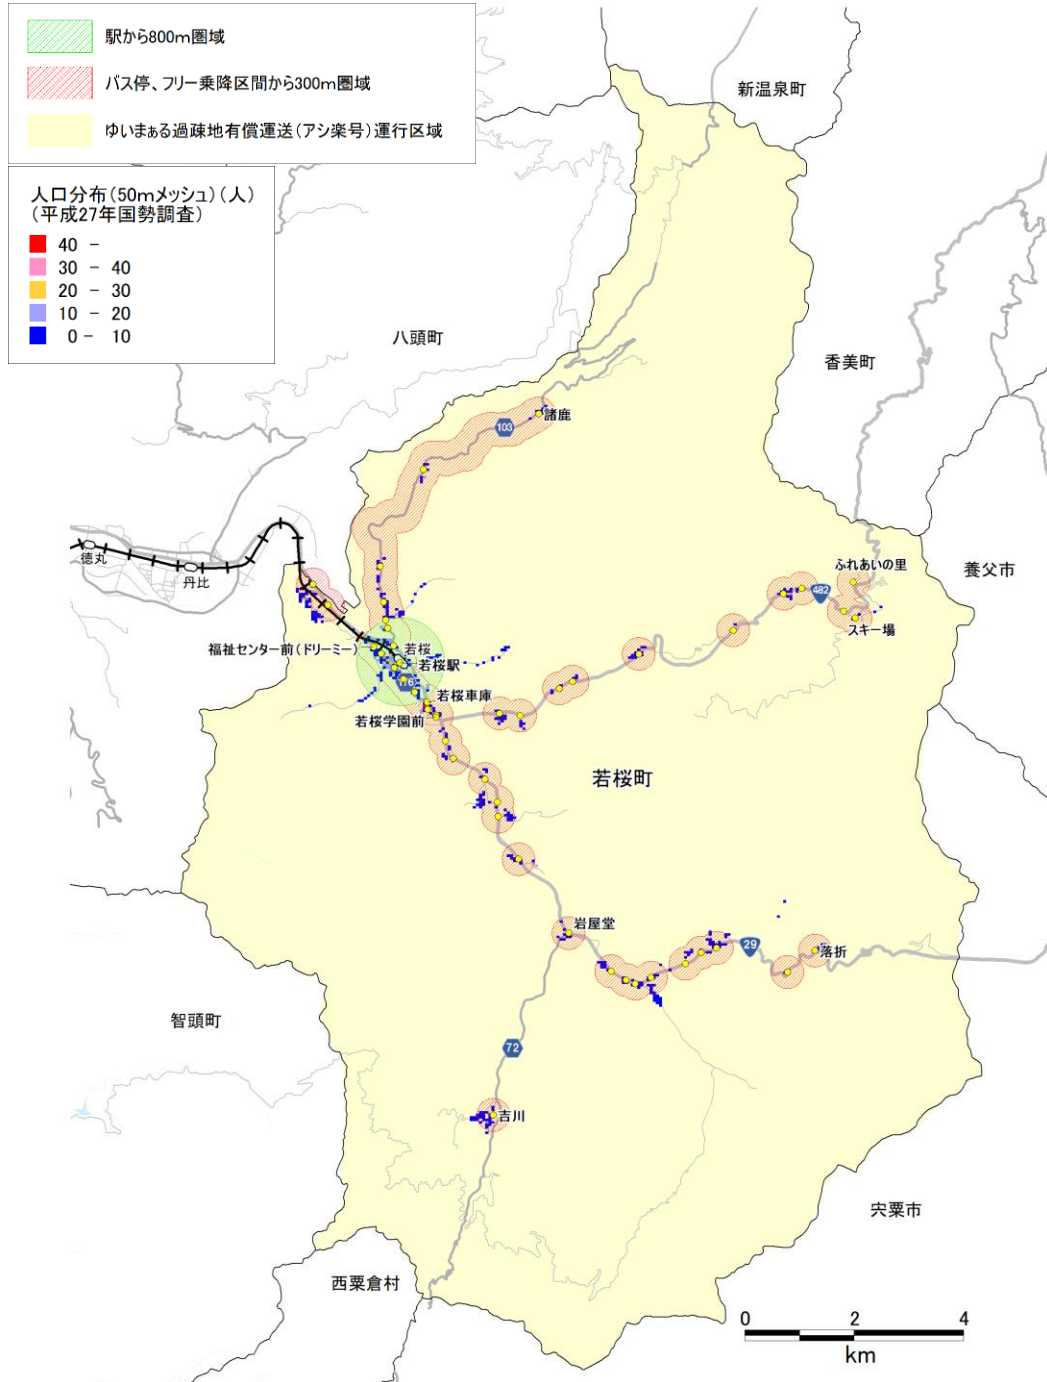 駅から800m圏域
バス停、フリー乗降区間から300m圏域
ゆいまぁる過疎地有償運送(アシ楽号)運行区域
人口分布(50mメッシュ)(人)
(平成27年国勢調査)
40 -
30 - 40
20 - 30
10 - 20
0 - 10
新温泉町
八頭町
香美町
諸鹿
103
徳丸
丹比
ふれあいの里
養父市
482
スキー場
福祉センター前(ドリーミー)
若桜
若桜駅
176
若桜車庫
若桜学園前
若桜町
岩屋堂
29
落折
智頭町
72
吉川
宍粟市
西粟倉村
0 2 4
km